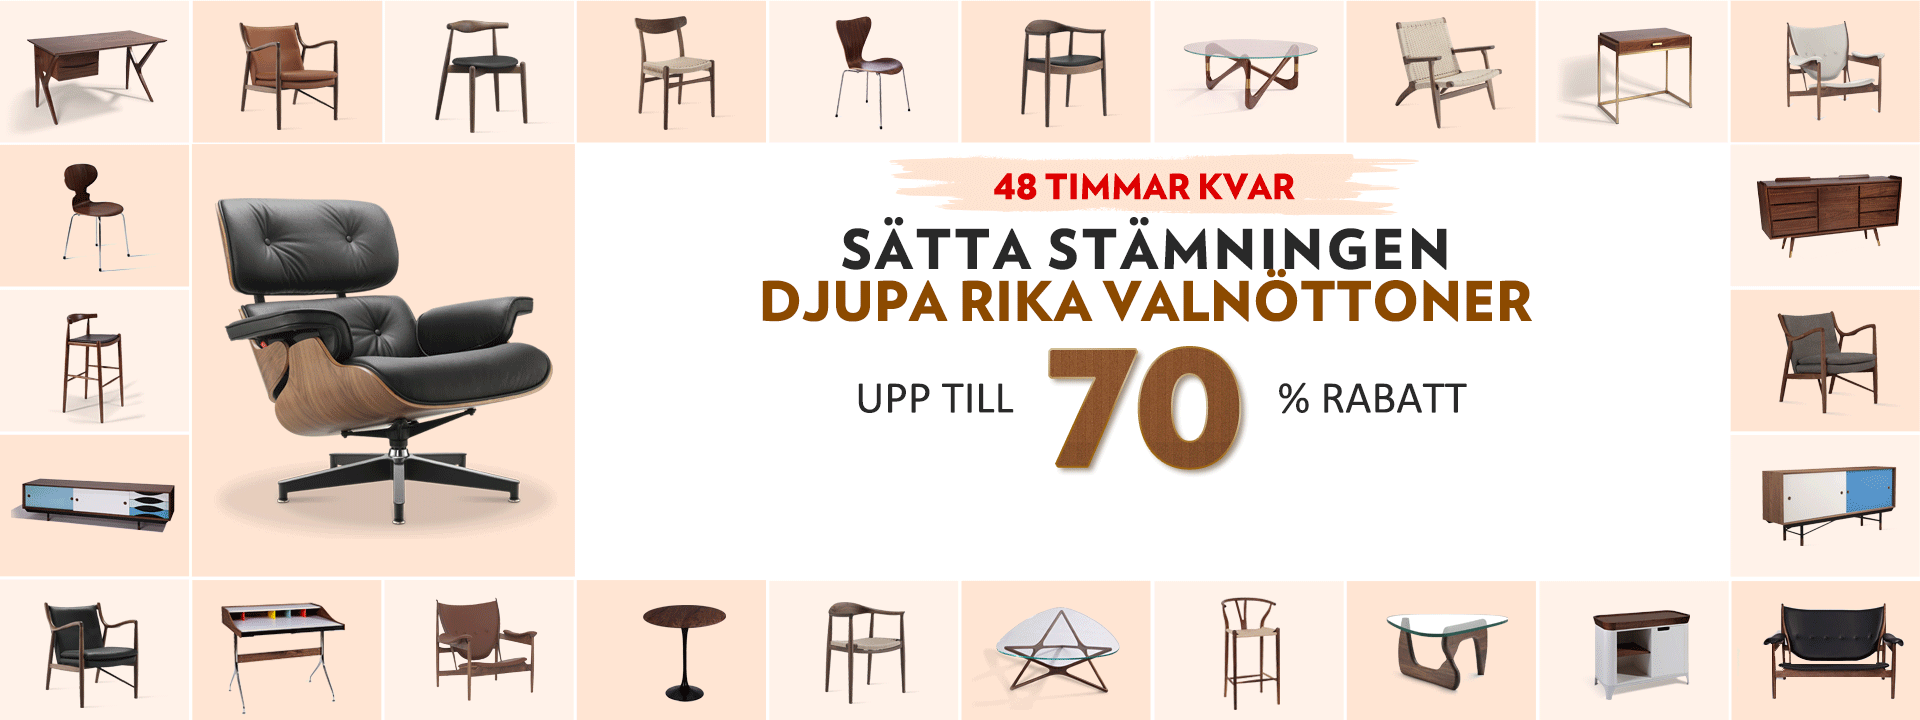 48 TIMMAR KVAR
SÄTTA STÄMNINGEN
DJUPA RIKA VALNÖTTONER
UPP TILL 70 % RABATT